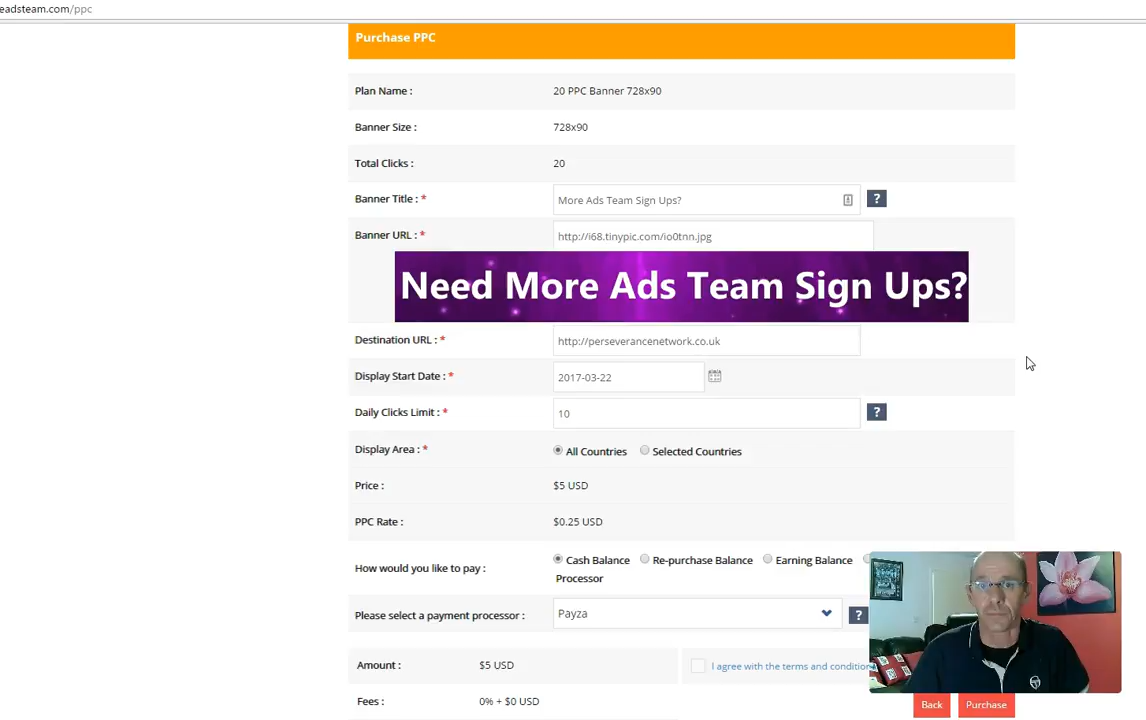 eadsteam.com/ppc
Purchase PPC
Plan Name : 20 PPC Banner 728x90
Banner Size : 728x90
Total Clicks : 20
Banner Title : * More Ads Team Sign Ups? ?
Banner URL : * http://i68.tinypic.com/io0tnn.jpg
Need More Ads Team Sign Ups?
Destination URL : * http://perseverancenetwork.co.uk
Display Start Date : * 2017-03-22
Daily Clicks Limit : * 10 ?
Display Area : * All Countries Selected Countries
Price : $5 USD
PPC Rate : $0.25 USD
How would you like to pay : Cash Balance Re-purchase Balance Earning Balance
Processor
Please select a payment processor : Payza ?
Amount : $5 USD I agree with the terms and condition
Fees : 0% + $0 USD Back Purchase